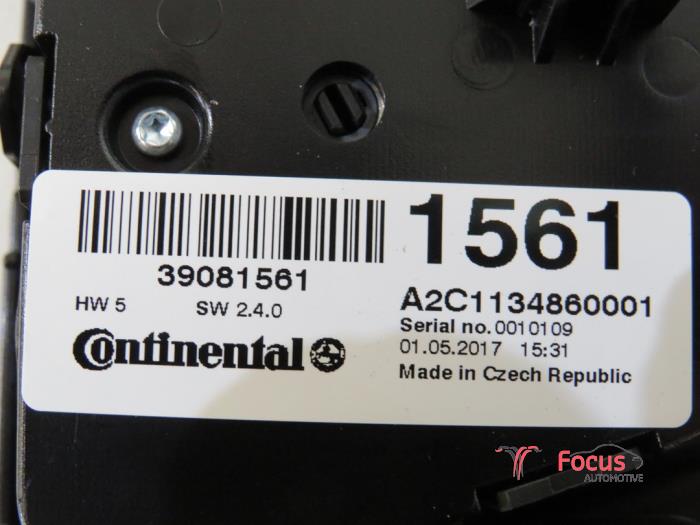 1561
39081561
HW 5 SW 2.4.0
Continental
A2C1134860001
Serial no. 0010109
01.05.2017 15:31
Made in Czech Republic
Focus
AUTOMOTIVE